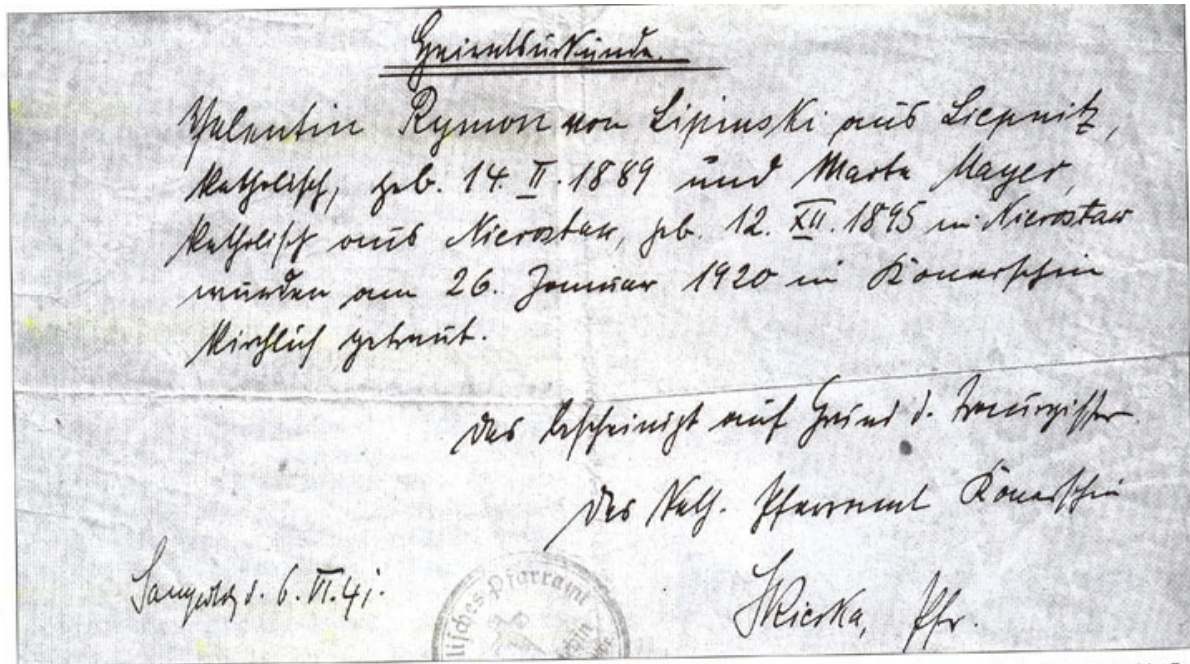 Heiratsurkunde.
Valentin Rymon von Lipinski aus Liepnitz,
katholisch, geb. 14. II. 1889 und Marta Mayer,
katholisch aus Nierostaw, geb. 12. XII. 1895 in Nierostaw
wurden am 26. Januar 1920 in Konarschin
kirchlich getraut.
Das bescheinigt auf Grund d. Trauregister
Das kath. Pfarramt Konarschin
d. 6. VI. 41.
lisches Pfarramt
Skierka, Pfr.